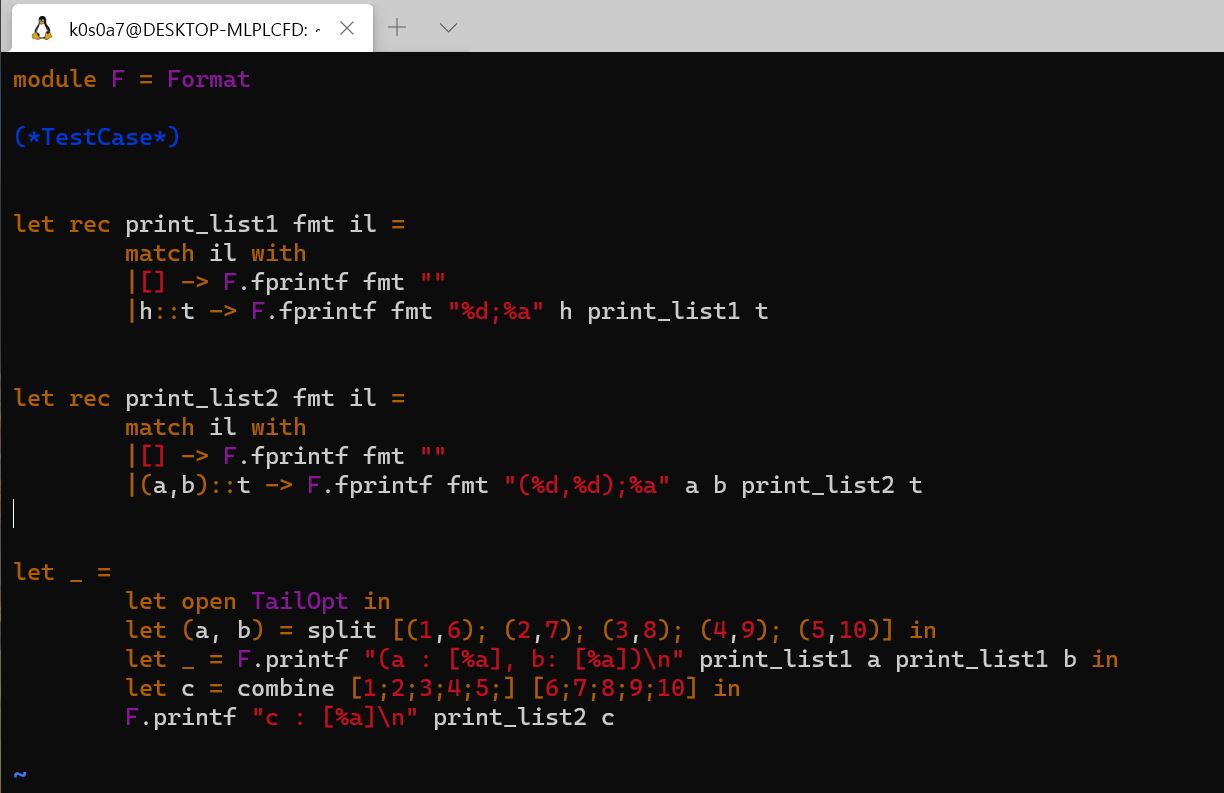 k0s0a7@DESKTOP-MLPLCFD: ~
module F = Format
(*TestCase*)
let rec print_list1 fmt il =
match il with
|[] -> F.fprintf fmt ""
|h::t -> F.fprintf fmt "%d;%a" h print_list1 t
let rec print_list2 fmt il =
match il with
|[] -> F.fprintf fmt ""
|(a,b)::t -> F.fprintf fmt "(%d,%d);%a" a b print_list2 t
let _ =
let open TailOpt in
let (a, b) = split [(1,6); (2,7); (3,8); (4,9); (5,10)] in
let _ = F.printf "(a : [%a], b: [%a])\n" print_list1 a print_list1 b in
let c = combine [1;2;3;4;5;] [6;7;8;9;10] in
F.printf "c : [%a]\n" print_list2 c
~